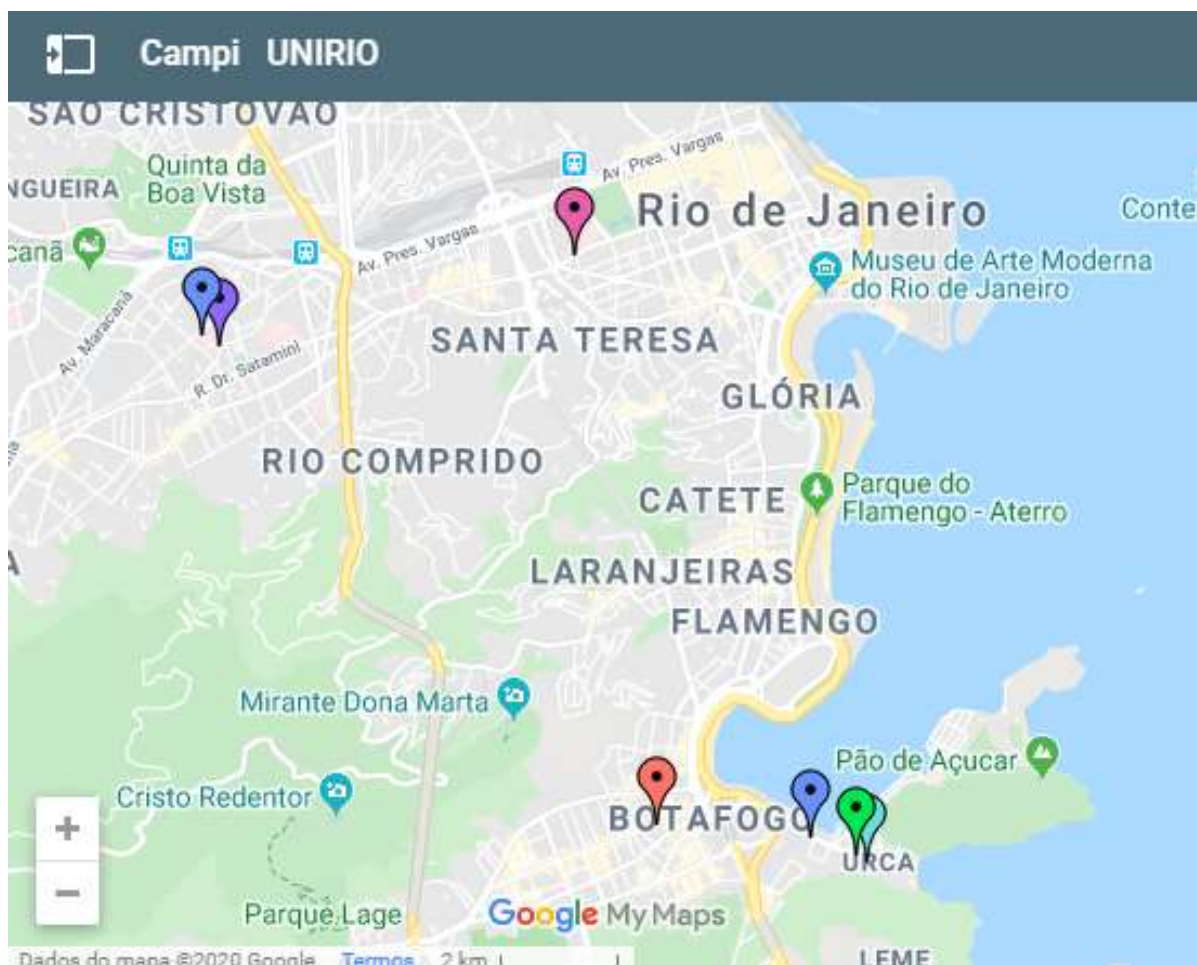 Campi UNIRIO
SÃO CRISTÓVÃO
Quinta da
Boa Vista
NGUEIRA
Av. Pres. Vargas
Rio de Janeiro
Conte
canã
Av. Pres. Vargas
Museu de Arte Moderna
do Rio de Janeiro
Av. Maracanã
SANTA TERESA
R. Dr. Satamini
GLÓRIA
RIO COMPRIDO
CATETE
Parque do
Flamengo - Aterro
LARANJEIRAS
FLAMENGO
Mirante Dona Marta
Pão de Açucar
Cristo Redentor
BOTAFOGO
+
URCA
−
Parque Lage
Google My Maps
Dados do mapa ©2020 Google Termos 2 km
LEME